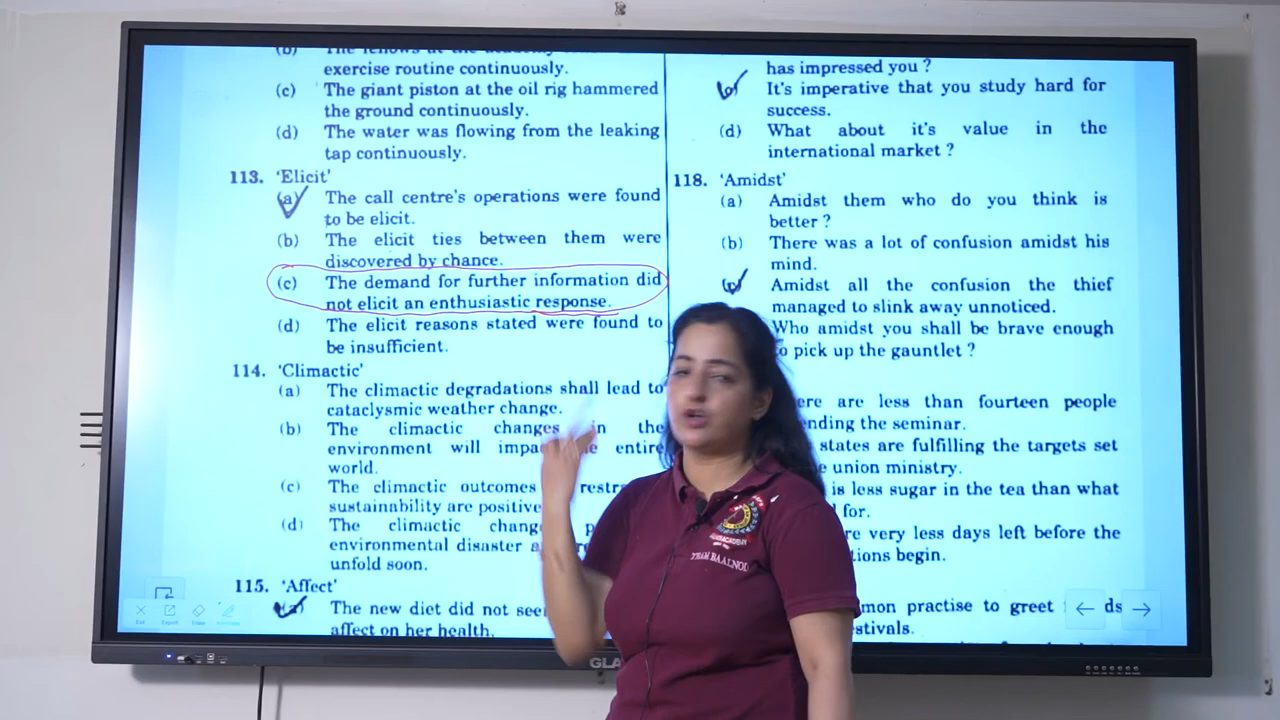 exercise routine continuously.
(c) The giant piston at the oil rig hammered
the ground continuously.
(d) The water was flowing from the leaking
tap continuously.
113. 'Elicit'
(a) The call centre's operations were found
to be elicit.
(b) The elicit ties between them were
discovered by chance.
(c) The demand for further information did
not elicit an enthusiastic response.
(d) The elicit reasons stated were found to
be insufficient.
114. 'Climactic'
(a) The climactic degradations shall lead to
cataclysmic weather change.
(b) The climactic changes in the
environment will entire
world.
(c) The climactic outcomes
sustainability are positive
(d) The climactic
environmental disaster
unfold soon.
115. 'Affect'
(a) The new diet did not
affect on her health.
has impressed you ?
It's imperative that you study hard for
success.
(d) What about it's value in the
international market ?
118. 'Amidst'
(a) Amidst them who do you think is
better ?
(b) There was a lot of confusion amidst his
mind.
Amidst all the confusion the thief
managed to slink away unnoticed.
Who amidst you shall be brave enough
to pick up the gauntlet ?
are less than fourteen people
the seminar.
states are fulfilling the targets set
union ministry.
is less sugar in the tea than what
for.
very less days left before the
begin.
practise to greet
Exit Export
TEAM BAALNOI